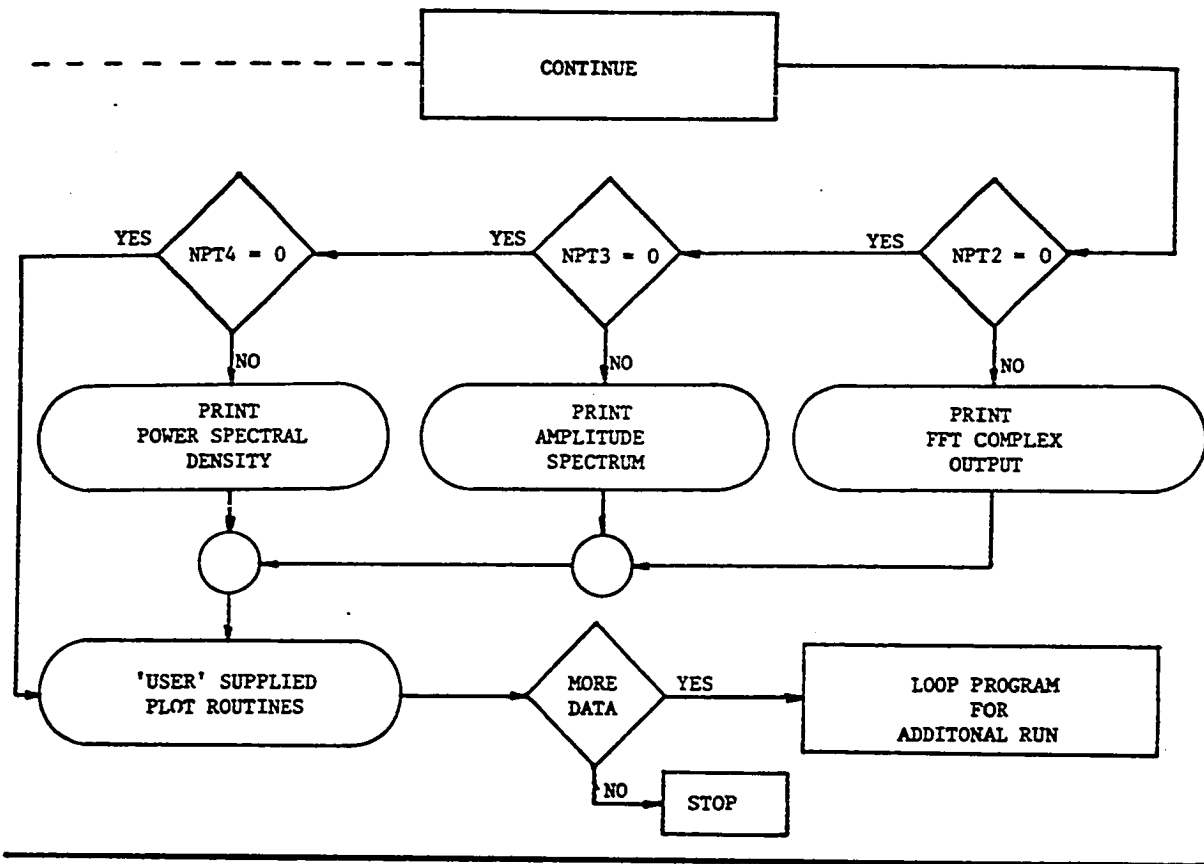 CONTINUE
YES
NPT4 = 0
YES
NPT3 = 0
YES
NPT2 = 0
NO
NO
NO
PRINT
POWER SPECTRAL
DENSITY
PRINT
AMPLITUDE
SPECTRUM
PRINT
FFT COMPLEX
OUTPUT
'USER' SUPPLIED
PLOT ROUTINES
MORE
DATA
YES
LOOP PROGRAM
FOR
ADDITONAL RUN
NO
STOP